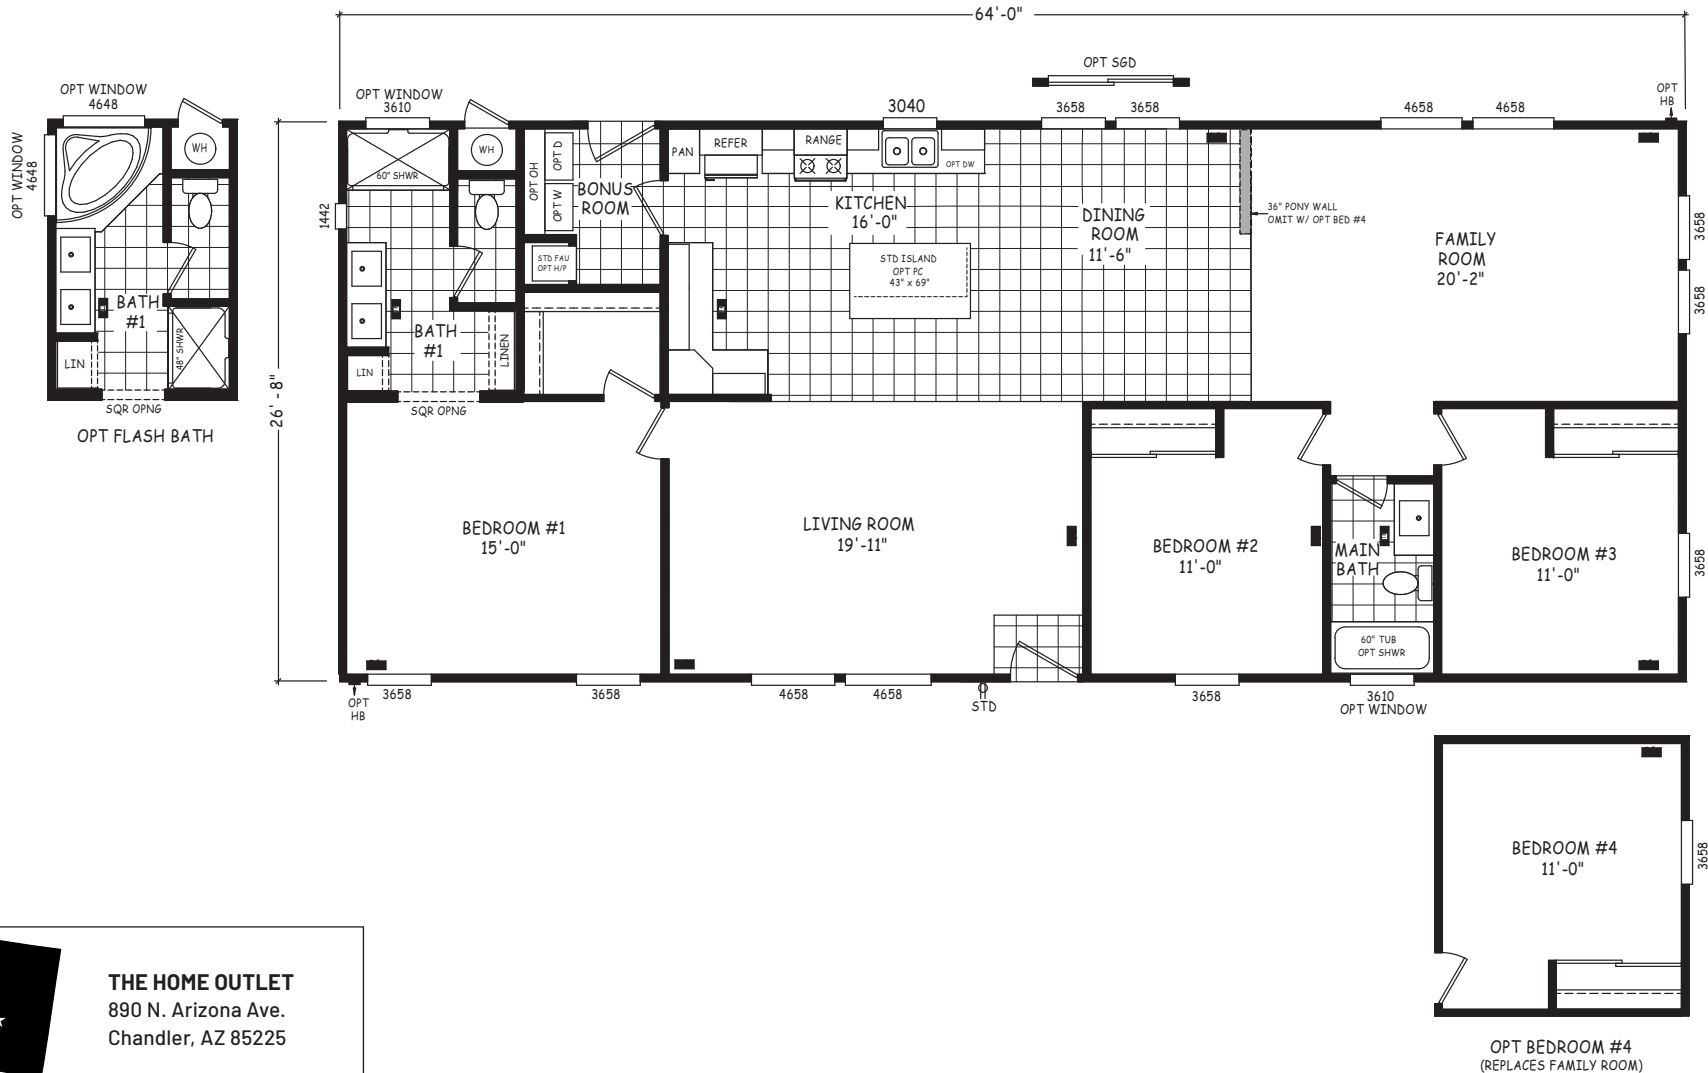 64'-0"
OPT SGD
OPT WINDOW
4648
OPT WINDOW
4648
WH
BATH
#1
LIN
48" SHWR
SQR OPNG
OPT FLASH BATH
OPT WINDOW
3610
3040
3658
3658
4658
4658
OPT
HB
1442
60" SHWR
WH
OPT OH
OPT D
OPT W
BONUS
ROOM
STD FAU
OPT H/P
PAN
REFER
RANGE
OPT DW
KITCHEN
16'-0"
STD ISLAND
OPT PC
43" x 69"
DINING
ROOM
11'-6"
36" PONY WALL
OMIT W/ OPT BED #4
FAMILY
ROOM
20'-2"
3658
3658
BATH
#1
LIN
LINEN
SQR OPNG
26'-8"
BEDROOM #1
15'-0"
LIVING ROOM
19'-11"
BEDROOM #2
11'-0"
MAIN
BATH
60" TUB
OPT SHWR
BEDROOM #3
11'-0"
3658
OPT
HB
3658
3658
4658
4658
STD
3658
3610
OPT WINDOW
BEDROOM #4
11'-0"
3658
OPT BEDROOM #4
(REPLACES FAMILY ROOM)
THE HOME OUTLET
890 N. Arizona Ave.
Chandler, AZ 85225